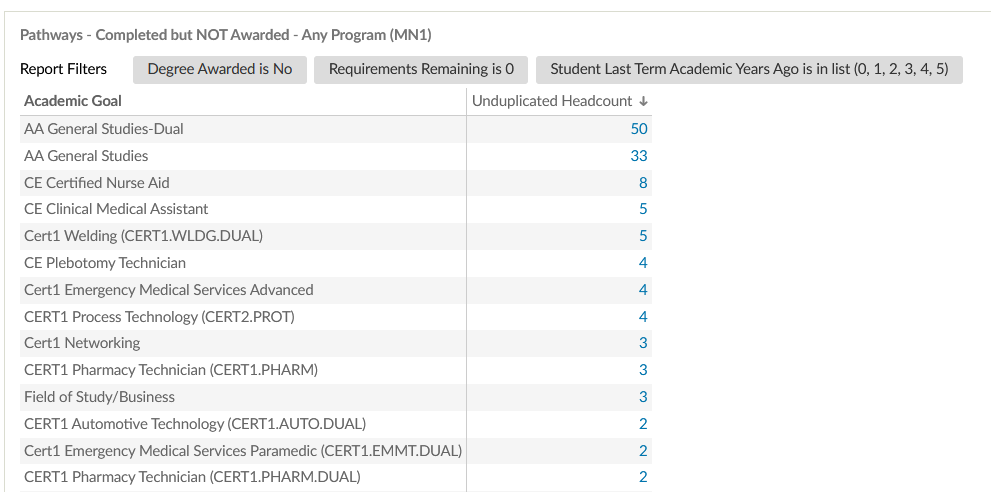 Pathways - Completed but NOT Awarded - Any Program (MN1)
Report Filters Degree Awarded is No Requirements Remaining is 0 Student Last Term Academic Years Ago is in list (0, 1, 2, 3, 4, 5)
Academic Goal Unduplicated Headcount ↓
AA General Studies-Dual 50
AA General Studies 33
CE Certified Nurse Aid 8
CE Clinical Medical Assistant 5
Cert1 Welding (CERT1.WLDG.DUAL) 5
CE Plebotomy Technician 4
Cert1 Emergency Medical Services Advanced 4
CERT1 Process Technology (CERT2.PROT) 4
Cert1 Networking 3
CERT1 Pharmacy Technician (CERT1.PHARM) 3
Field of Study/Business 3
CERT1 Automotive Technology (CERT1.AUTO.DUAL) 2
Cert1 Emergency Medical Services Paramedic (CERT1.EMMT.DUAL) 2
CERT1 Pharmacy Technician (CERT1.PHARM.DUAL) 2